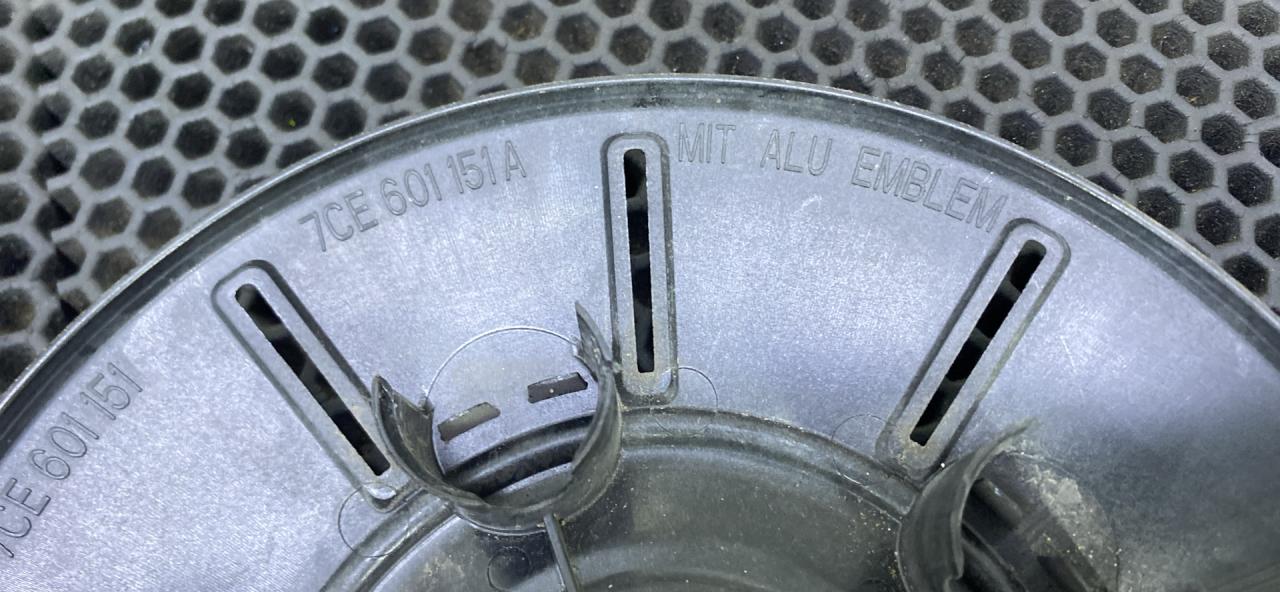 7CE 601 151
7CE 601 151 A
MIT ALU EMBLEM